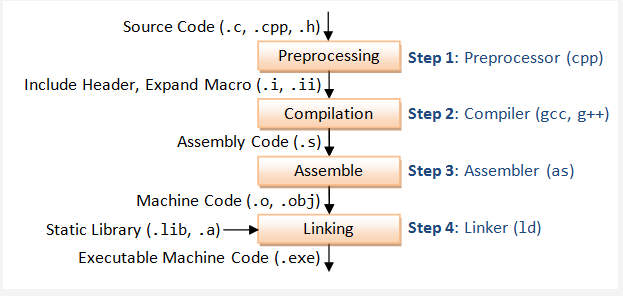 Source Code (.c, .cpp, .h)
Preprocessing
Step 1: Preprocessor (cpp)
Include Header, Expand Macro (.i, .ii)
Compilation
Step 2: Compiler (gcc, g++)
Assembly Code (.s)
Assemble
Step 3: Assembler (as)
Machine Code (.o, .obj)
Static Library (.lib, .a)
Linking
Step 4: Linker (ld)
Executable Machine Code (.exe)